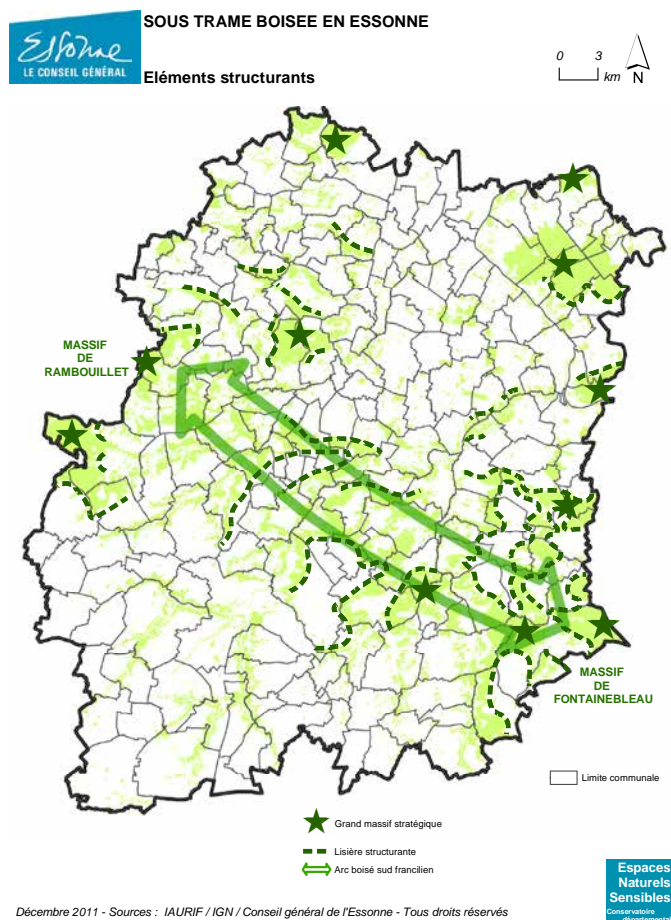 SOUS TRAME BOISEE EN ESSONNE
Essonne
LE CONSEIL GÉNÉRAL
Eléments structurants
0 3
km N
MASSIF
DE
RAMBOUILLET
MASSIF
DE
FONTAINEBLEAU
Limite communale
Grand massif stratégique
Lisière structurante
Arc boisé sud francilien
Espaces
Naturels
Sensibles
Conservatoire
départemental
Décembre 2011 - Sources : IAURIF / IGN / Conseil général de l'Essonne - Tous droits réservés